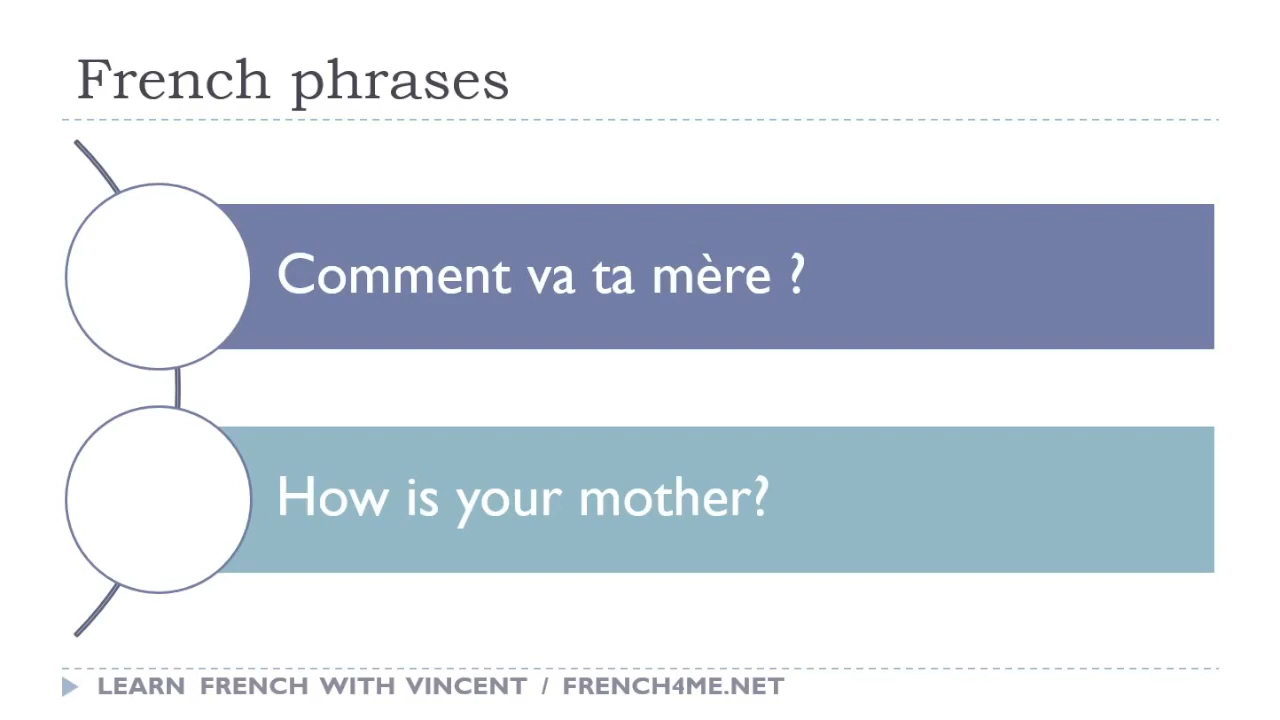 French phrases
Comment va ta mère ?
How is your mother?
LEARN FRENCH WITH VINCENT / FRENCH4ME.NET